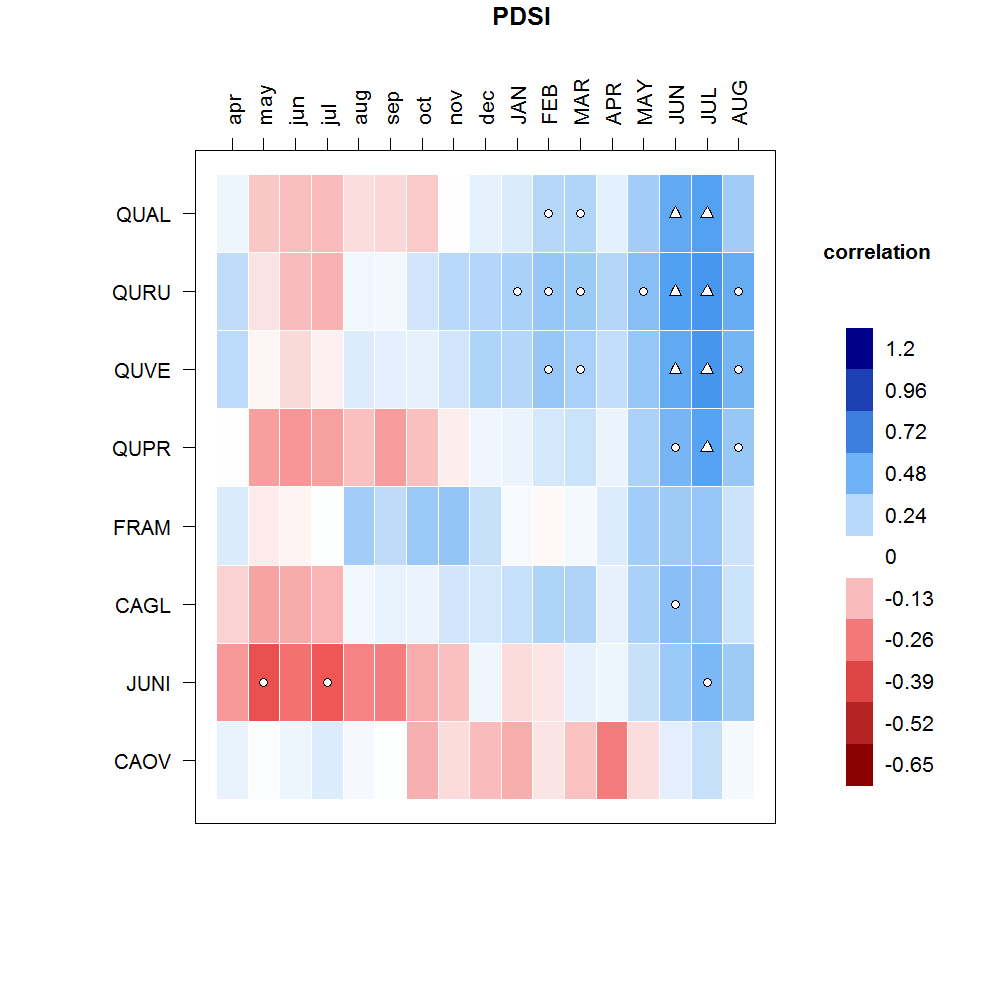 PDSI
apr may jun jul aug sep oct nov dec JAN FEB MAR APR MAY JUN JUL AUG
QUAL
QURU
QUVE
QUPR
FRAM
CAGL
JUNI
CAOV
correlation
1.2
0.96
0.72
0.48
0.24
0
-0.13
-0.26
-0.39
-0.52
-0.65